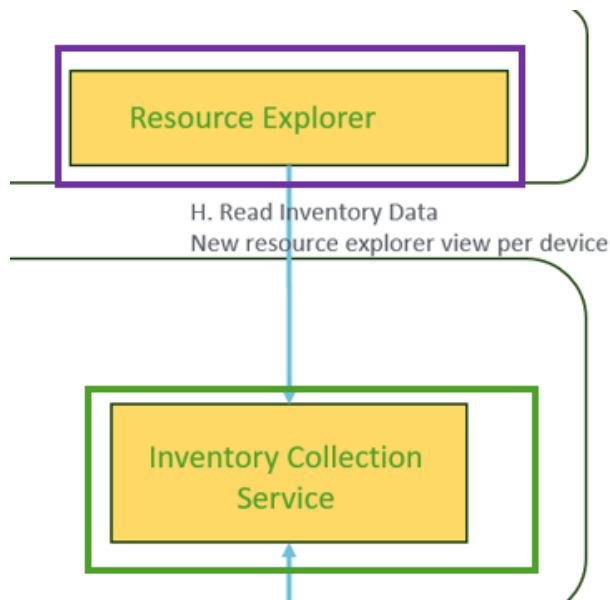 Resource Explorer
H. Read Inventory Data
New resource explorer view per device
Inventory Collection
Service